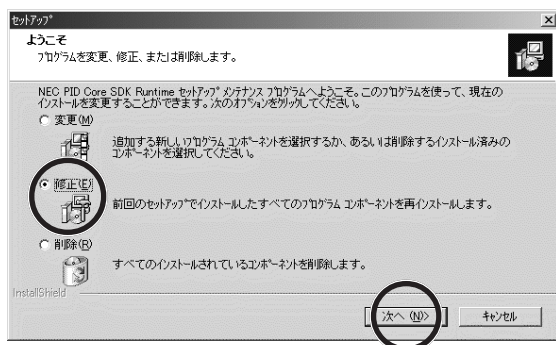 セットアップ
ようこそ
プログラムを変更、修正、または削除します。
NEC PID Core SDK Runtime セットアップ メンテナンス プログラムへようこそ。このプログラムを使って、現在の
インストールを変更することができます。次のオプションをクリックしてください。
変更(M)
追加する新しいプログラム コンポーネントを選択するか、あるいは削除するインストール済みの
コンポーネントを選択してください。
修正(E)
前回のセットアップでインストールしたすべてのプログラム コンポーネントを再インストールします。
削除(R)
すべてのインストールされているコンポーネントを削除します。
InstallShield
次へ (N)>
キャンセル